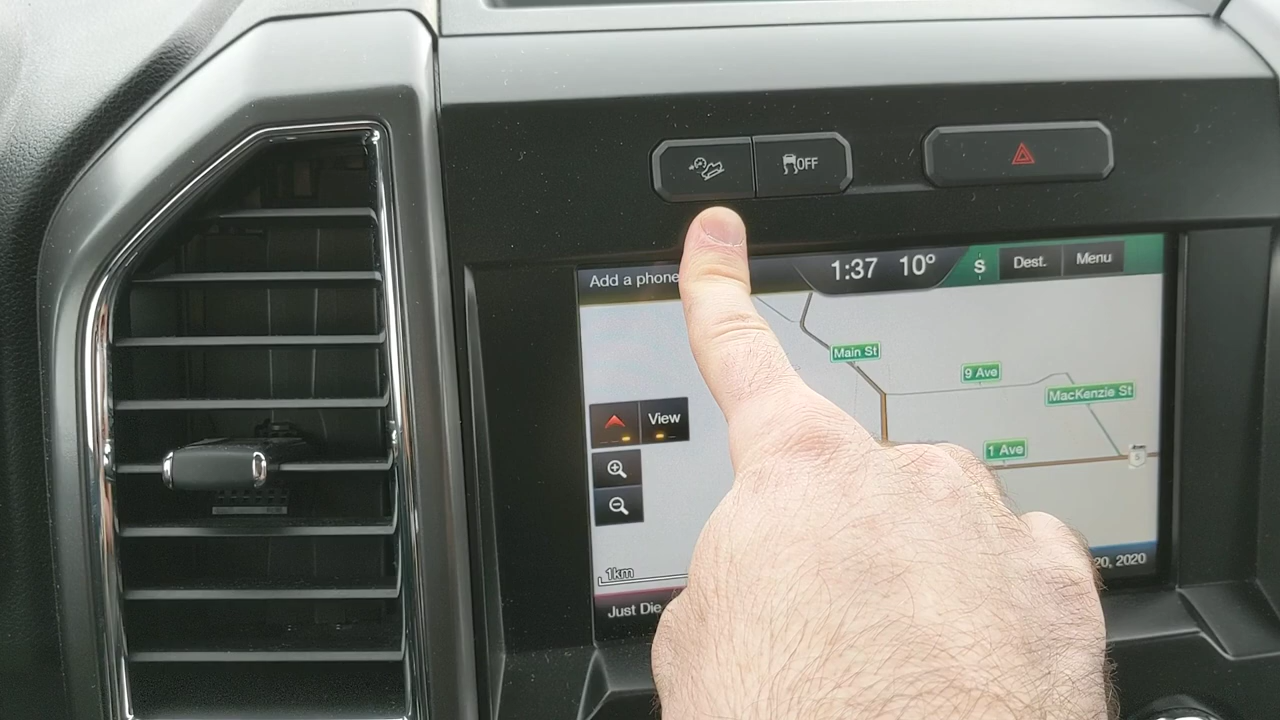 OFF
Add a phone
1:37 10° S Dest. Menu
Main St
9 Ave
MacKenzie St
View
1 Ave
5
1km
20, 2020
Just Die